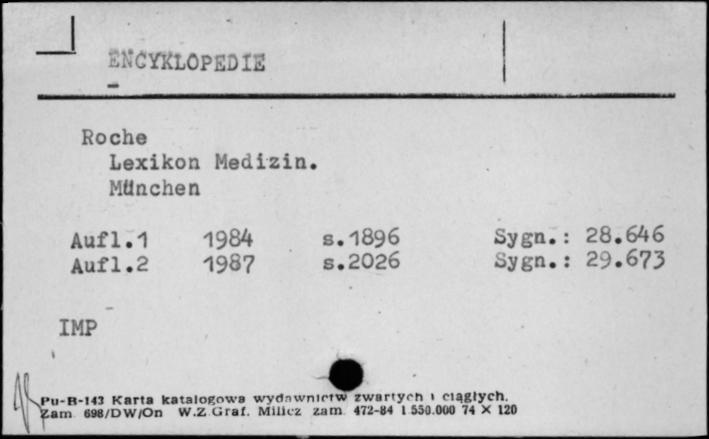 ENCYKLOPEDIE
Roche
Lexikon Medizin.
München
Aufl.1 1984 s.1896 Sygn.: 28.646
Aufl.2 1987 s.2026 Sygn.: 29.673
IMP
Pu-B-143 Karta katalogowa wydawnictw zwartych i ciągłych.
Zam. 698/DW/On W.Z.Graf. Milicz zam. 472-84 1.550.000 74 × 120